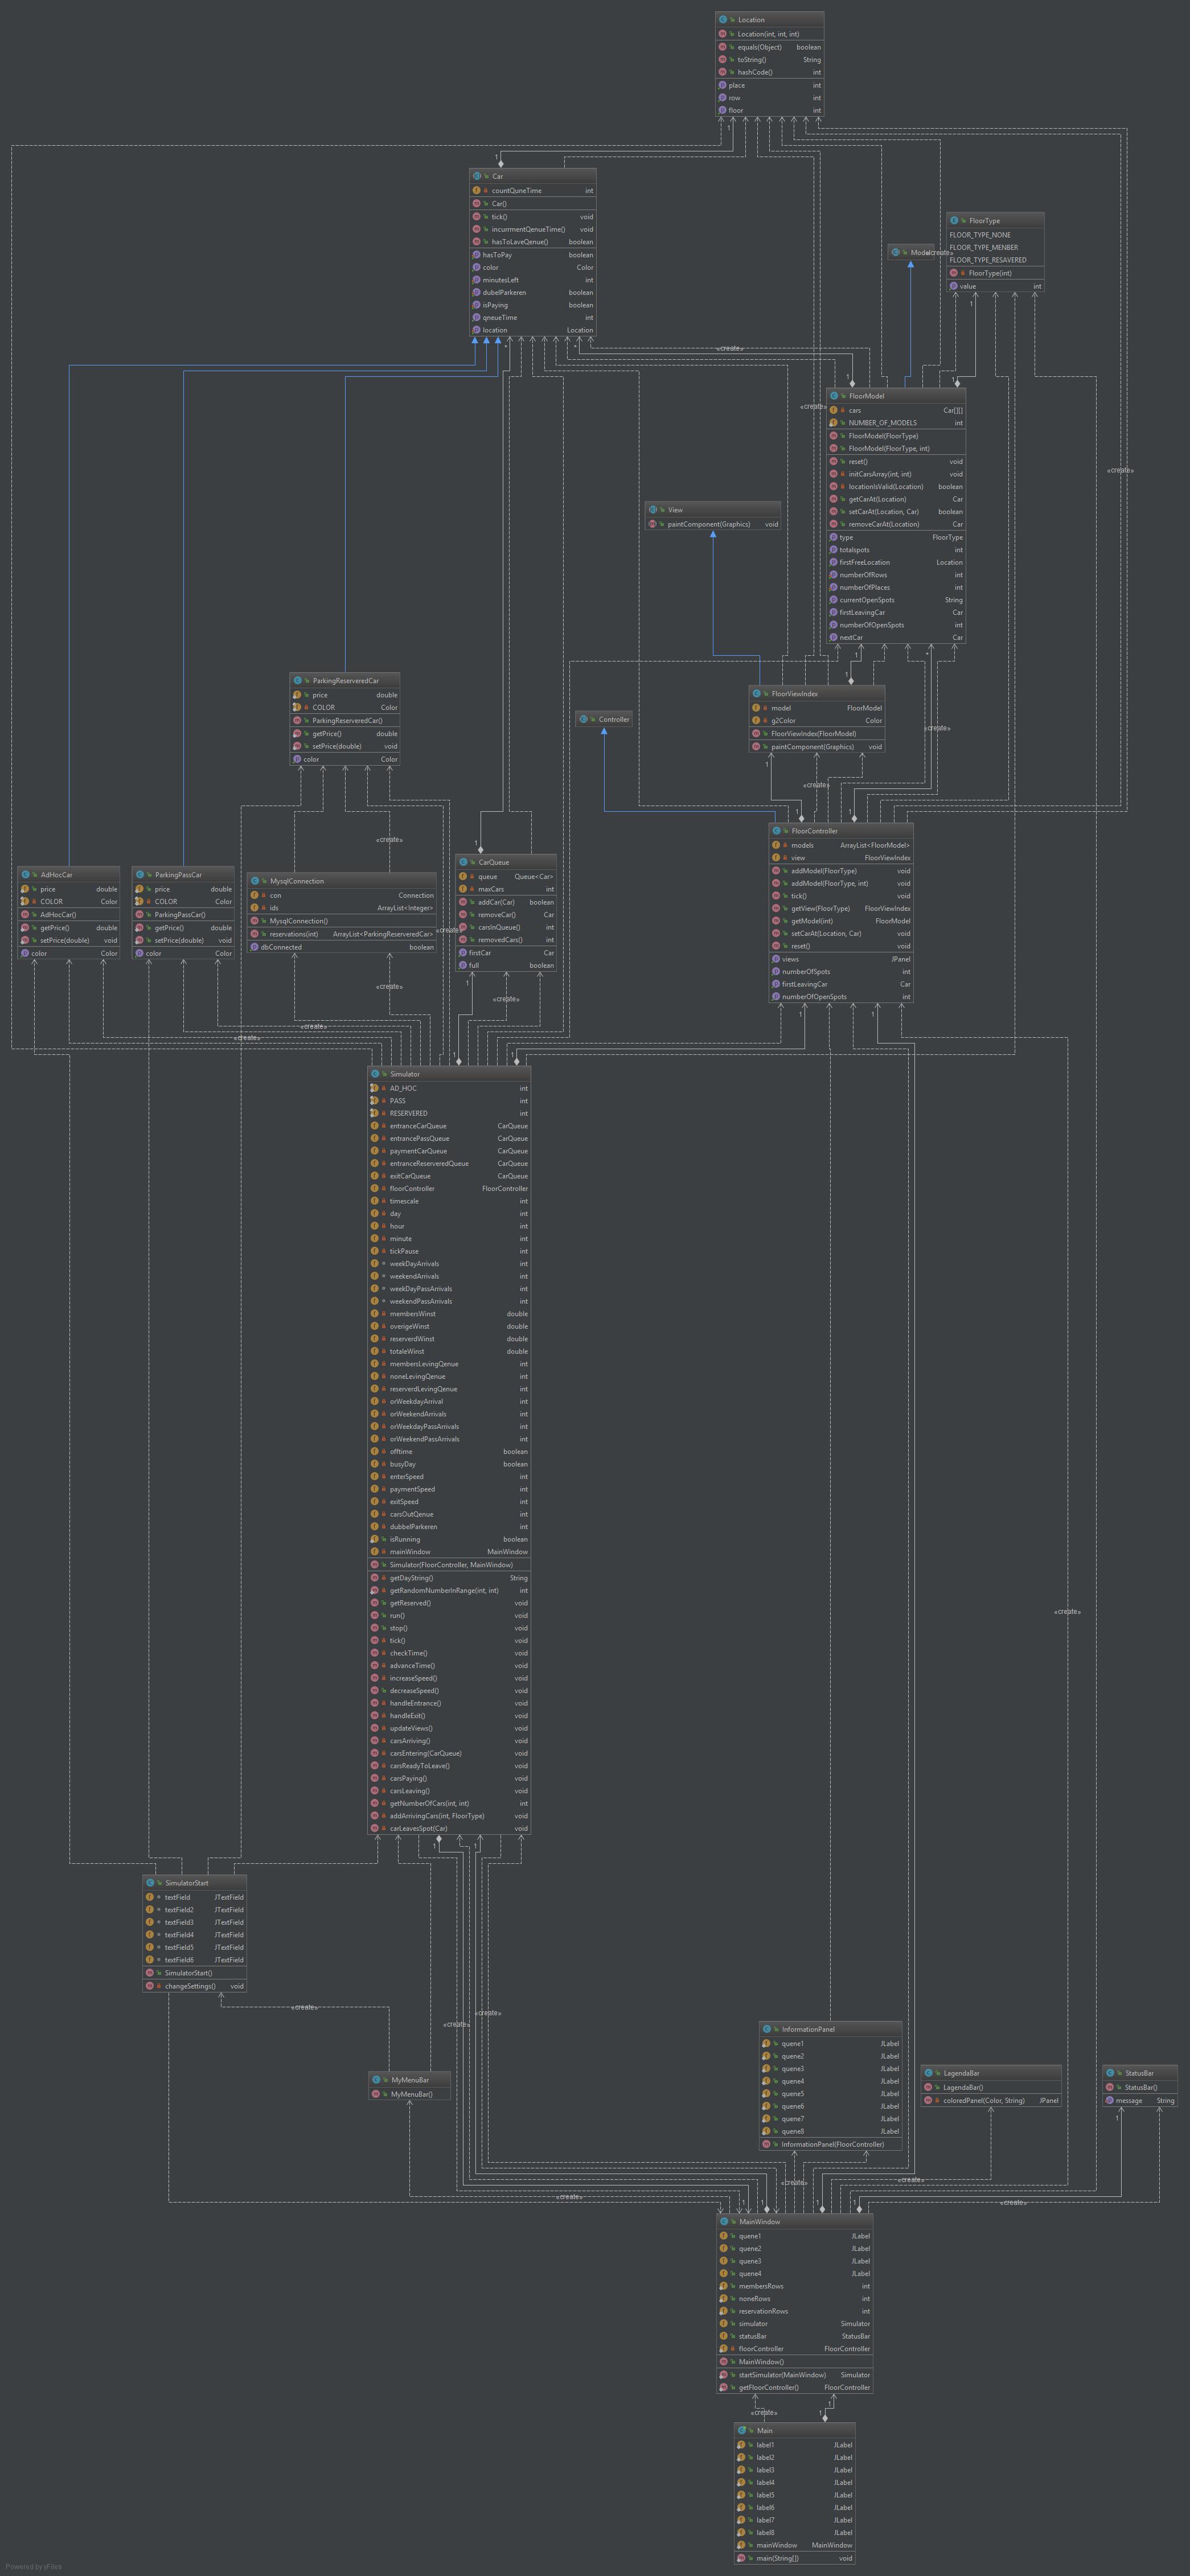 Location
Location(int, int, int)
equals(Object) boolean
toString() String
hashCode() int
place int
row int
floor int
1
1
Car
countQuneTime int
Car()
tick() void
incurrmentQenueTime() void
hasToLaveQenue() boolean
hasToPay boolean
color Color
minutesLeft int
dubelParkeren boolean
isPaying boolean
qneueTime int
location Location
FloorType
FLOOR_TYPE_NONE
FLOOR_TYPE_MENBER
FLOOR_TYPE_RESAVERED
FloorType(int)
value int
Model
«create»
1
*
*
«create»
1
1
FloorModel
cars Car[][]
NUMBER_OF_MODELS int
FloorModel(FloorType)
FloorModel(FloorType, int)
reset() void
initCarsArray(int, int) void
locationIsValid(Location) boolean
getCarAt(Location) Car
setCarAt(Location, Car) boolean
removeCarAt(Location) Car
type FloorType
totalspots int
firstFreeLocation Location
numberOfRows int
numberOfPlaces int
currentOpenSpots String
firstLeavingCar Car
numberOfOpenSpots int
nextCar Car
«create»
«create»
View
paintComponent(Graphics) void
1
*
1
ParkingReserveredCar
price double
COLOR Color
ParkingReserveredCar()
getPrice() double
setPrice(double) void
color Color
FloorViewIndex
model FloorModel
g2Color Color
FloorViewIndex(FloorModel)
paintComponent(Graphics) void
Controller
«create»
1
«create»
1
1
FloorController
models ArrayList<FloorModel>
view FloorViewIndex
addModel(FloorType) void
addModel(FloorType, int) void
tick() void
getView(FloorType) FloorViewIndex
getModel(int) FloorModel
setCarAt(Location, Car) void
reset() void
views JPanel
numberOfSpots int
firstLeavingCar Car
numberOfOpenSpots int
«create»
1
CarQueue
queue Queue<Car>
maxCars int
addCar(Car) boolean
removeCar() Car
carsInQueue() int
removedCars() int
firstCar Car
full boolean
AdHocCar
price double
COLOR Color
AdHocCar()
getPrice() double
setPrice(double) void
color Color
ParkingPassCar
price double
COLOR Color
ParkingPassCar()
getPrice() double
setPrice(double) void
color Color
MysqlConnection
con Connection
ids ArrayList<Integer>
MysqlConnection()
reservations(int) ArrayList<ParkingReserveredCar>
dbConnected boolean
«create»
«create»
1
«create»
1
1
«create»
«create»
1
1
Simulator
AD_HOC int
PASS int
RESERVERED int
entranceCarQueue CarQueue
entrancePassQueue CarQueue
paymentCarQueue CarQueue
entranceReserveredQueue CarQueue
exitCarQueue CarQueue
floorController FloorController
timescale int
day int
hour int
minute int
tickPause int
weekDayArrivals int
weekendArrivals int
weekDayPassArrivals int
weekendPassArrivals int
membersWinst double
overigeWinst double
reserverdWinst double
totaleWinst double
membersLevingQenue int
noneLevingQenue int
reserverdLevingQenue int
orWeekdayArrival int
orWeekendArrivals int
orWeekdayPassArrivals int
orWeekendPassArrivals int
offtime boolean
busyDay boolean
enterSpeed int
paymentSpeed int
exitSpeed int
carsOutQenue int
dubbelParkeren int
isRunning boolean
mainWindow MainWindow
Simulator(FloorController, MainWindow)
getDayString() String
getRandomNumberInRange(int, int) int
getReserved() void
run() void
stop() void
tick() void
checkTime() void
advanceTime() void
increaseSpeed() void
decreaseSpeed() void
handleEntrance() void
handleExit() void
updateViews() void
carsArriving() void
carsEntering(CarQueue) void
carsReadyToLeave() void
carsPaying() void
carsLeaving() void
getNumberOfCars(int, int) int
addArrivingCars(int, FloorType) void
carLeavesSpot(Car) void
«create»
1
1
SimulatorStart
textField JTextField
textField2 JTextField
textField3 JTextField
textField4 JTextField
textField5 JTextField
textField6 JTextField
SimulatorStart()
changeSettings() void
«create»
«create»
«create»
MyMenuBar
MyMenuBar()
InformationPanel
quene1 JLabel
quene2 JLabel
quene3 JLabel
quene4 JLabel
quene5 JLabel
quene6 JLabel
quene7 JLabel
quene8 JLabel
InformationPanel(FloorController)
LagendaBar
LagendaBar()
coloredPanel(Color, String) JPanel
StatusBar
StatusBar()
message String
1
«create»
«create»
«create»
«create»
1
1
1
1
MainWindow
quene1 JLabel
quene2 JLabel
quene3 JLabel
quene4 JLabel
membersRows int
noneRows int
reservationRows int
simulator Simulator
statusBar StatusBar
floorController FloorController
MainWindow()
startSimulator(MainWindow) Simulator
getFloorController() FloorController
1
«create»
1
Main
label1 JLabel
label2 JLabel
label3 JLabel
label4 JLabel
label5 JLabel
label6 JLabel
label7 JLabel
label8 JLabel
mainWindow MainWindow
main(String[]) void
Powered by yFiles